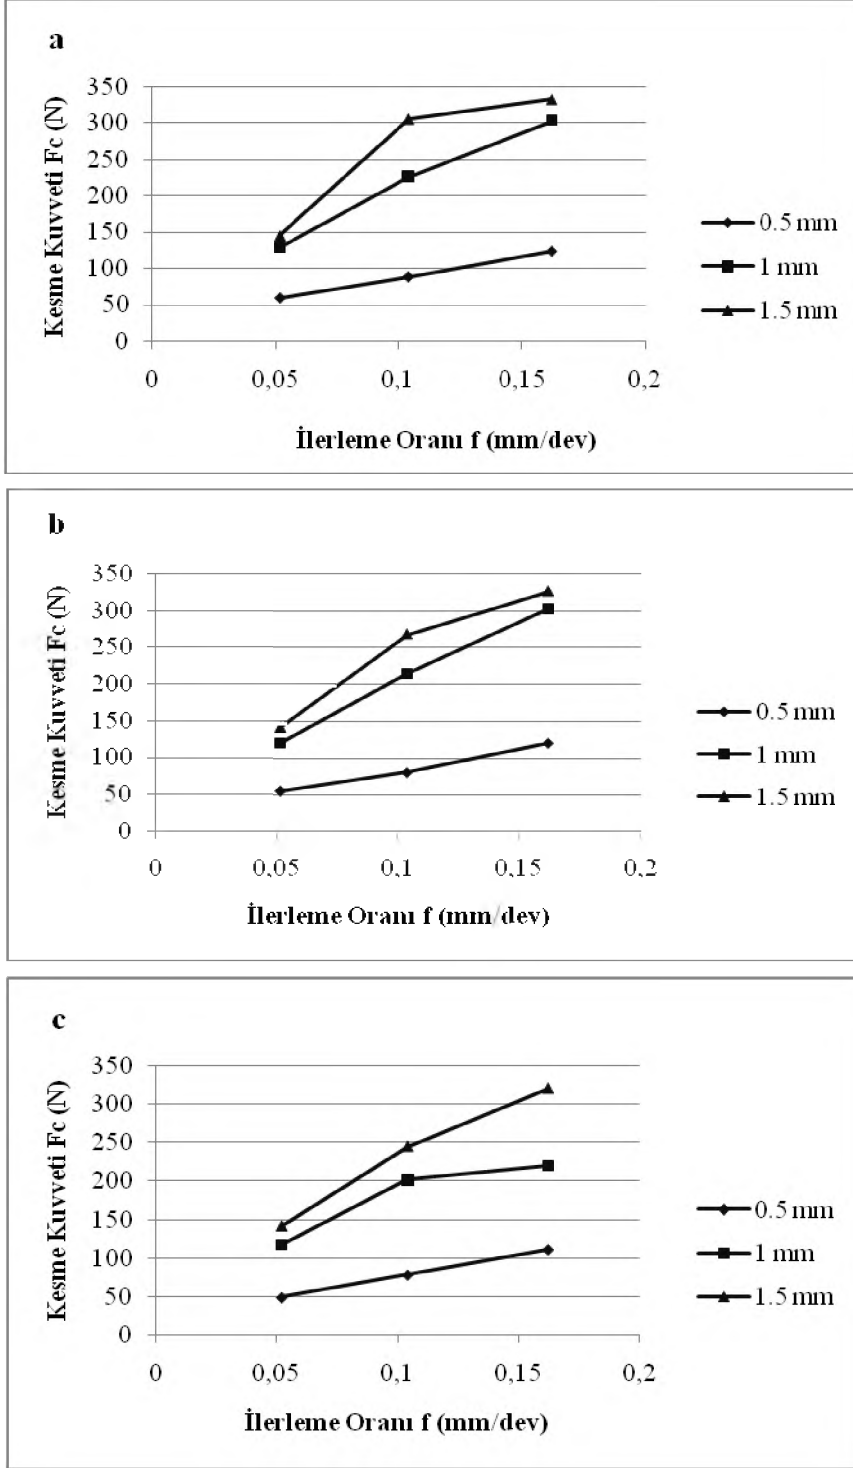 a
Kesme Kuvveti Fc (N)
350
300
250
200
150
100
50
0
0 0,05 0,1 0,15 0,2
İlerleme Oranı f (mm/dev)
0.5 mm
1 mm
1.5 mm
b
Kesme Kuvveti Fc (N)
350
300
250
200
150
100
50
0
0 0,05 0,1 0,15 0,2
İlerleme Oranı f (mm/dev)
0.5 mm
1 mm
1.5 mm
c
Kesme Kuvveti Fc (N)
350
300
250
200
150
100
50
0
0 0,05 0,1 0,15 0,2
İlerleme Oranı f (mm/dev)
0.5 mm
1 mm
1.5 mm